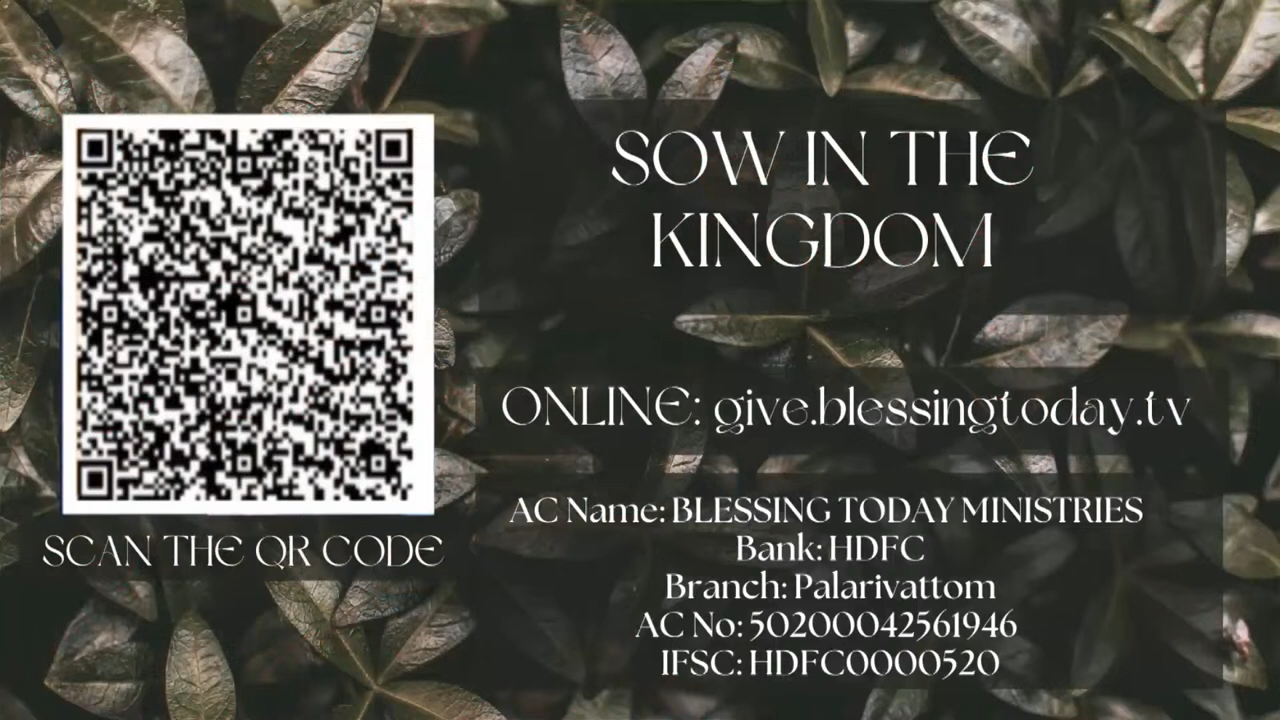 SOW IN THE
KINGDOM
ONLINE: give.blessingtoday.tv
SCAN THE QR CODE
AC Name: BLESSING TODAY MINISTRIES
Bank: HDFC
Branch: Palarivattom
AC No: 50200042561946
IFSC: HDFC0000520